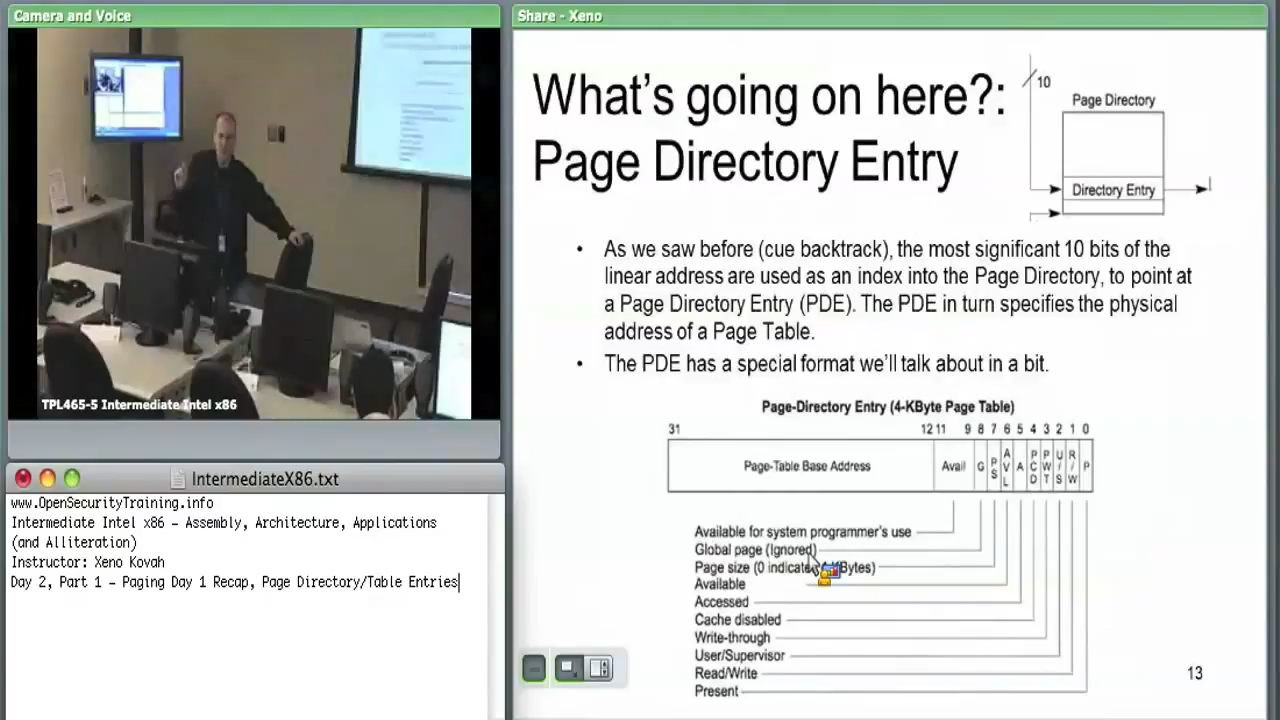 Camera and Voice
TPL465-5 Intermediate Intel x86
IntermediateX86.txt
www.OpenSecurityTraining.info
Intermediate Intel x86 – Assembly, Architecture, Applications
(and Alliteration)
Instructor: Xeno Kovah
Day 2, Part 1 – Paging Day 1 Recap, Page Directory/Table Entries
Share - Xeno
What's going on here?:
Page Directory Entry
10
Page Directory
Directory Entry
• As we saw before (cue backtrack), the most significant 10 bits of the
linear address are used as an index into the Page Directory, to point at
a Page Directory Entry (PDE). The PDE in turn specifies the physical
address of a Page Table.
• The PDE has a special format we'll talk about in a bit.
Page-Directory Entry (4-KByte Page Table)
31 12 11 9 8 7 6 5 4 3 2 1 0
Page-Table Base Address Avail G PS AVL A PCD PWT U/S R/W P
Available for system programmer's use
Global page (Ignored)
Page size (0 indicates KBytes)
Available
Accessed
Cache disabled
Write-through
User/Supervisor
Read/Write
Present
13